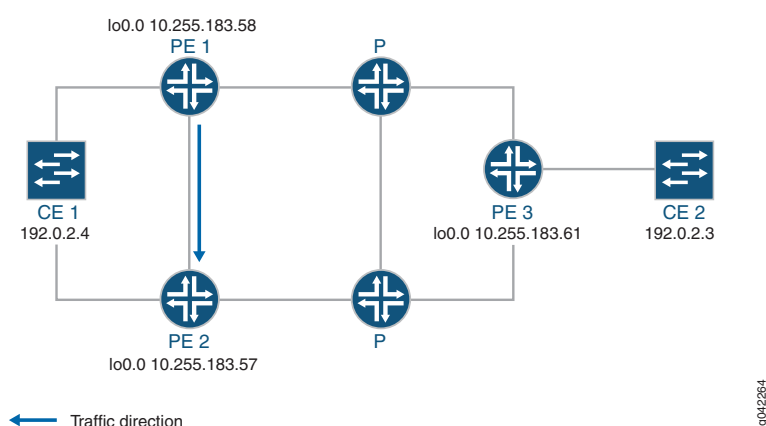 lo0.0 10.255.183.58
PE 1
P
CE 1
192.0.2.4
PE 3
lo0.0 10.255.183.61
CE 2
192.0.2.3
PE 2
lo0.0 10.255.183.57
P
Traffic direction
g042264